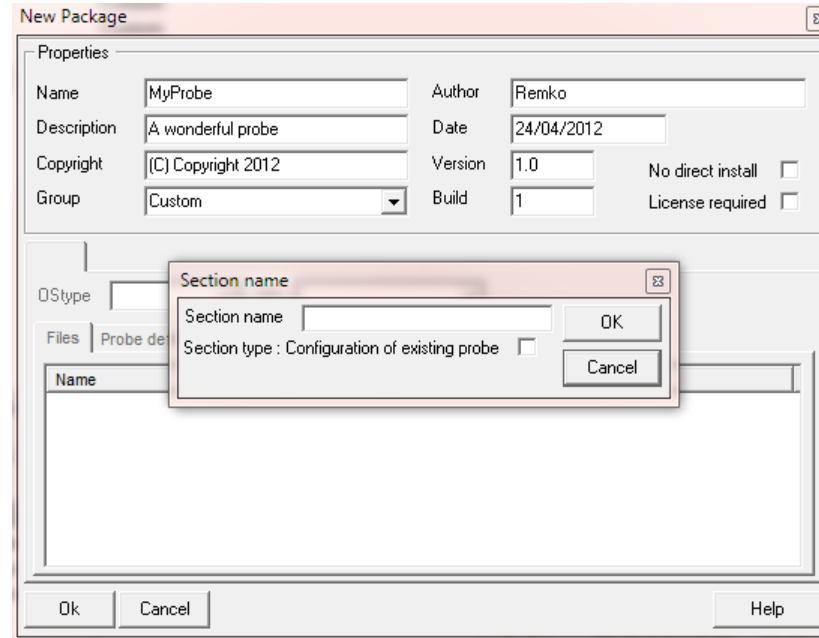 New Package
Properties
Name MyProbe Author Remko
Description A wonderful probe Date 24/04/2012
Copyright (C) Copyright 2012 Version 1.0 No direct install
Group Custom Build 1 License required
Section name
OStype
Section name OK
Files Probe de
Section type : Configuration of existing probe
Cancel
Name
Ok Cancel Help